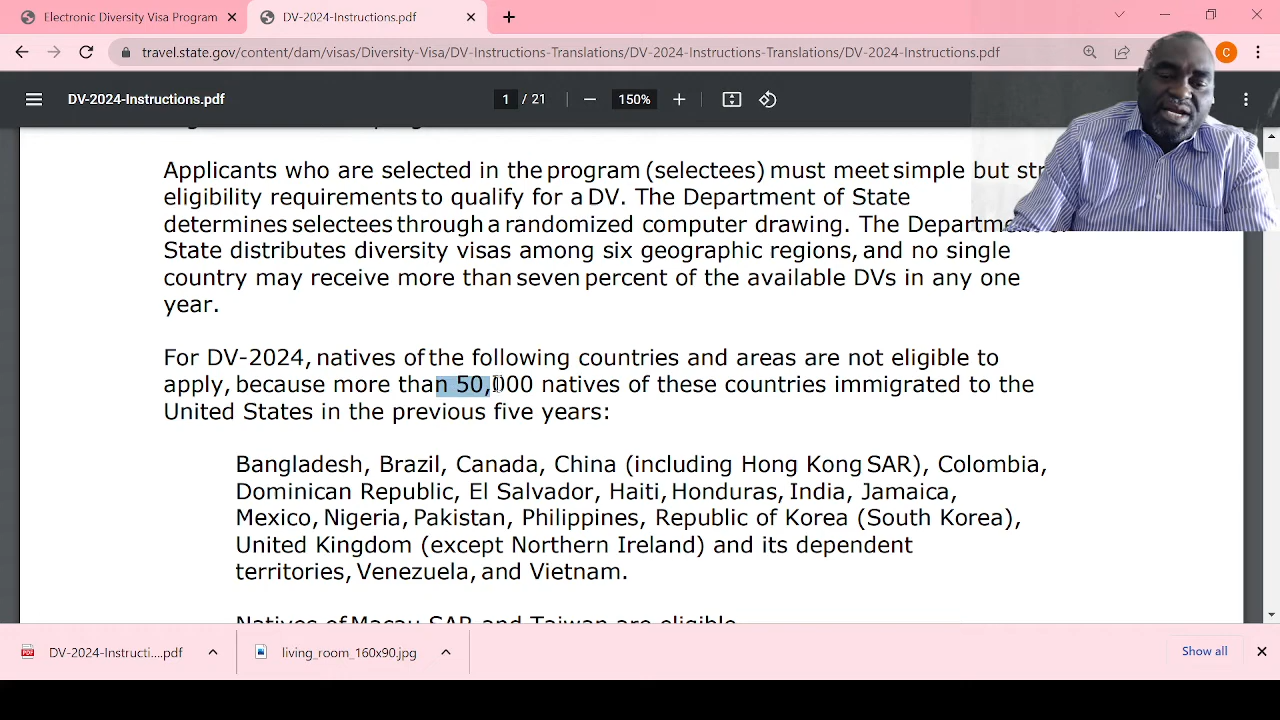 Electronic Diversity Visa Program
DV-2024-Instructions.pdf
travel.state.gov/content/dam/visas/Diversity-Visa/DV-Instructions-Translations/DV-2024-Instructions-Translations/DV-2024-Instructions.pdf
C
DV-2024-Instructions.pdf
1 / 21
150%
Applicants who are selected in the program (selectees) must meet simple but
eligibility requirements to qualify for a DV. The Department of State
determines selectees through a randomized computer drawing. The
State distributes diversity visas among six geographic regions, and no single
country may receive more than seven percent of the available DVs in any one
year.
For DV-2024, natives of the following countries and areas are not eligible to
apply, because more than 50,000 natives of these countries immigrated to the
United States in the previous five years:
Bangladesh, Brazil, Canada, China (including Hong Kong SAR), Colombia,
Dominican Republic, El Salvador, Haiti, Honduras, India, Jamaica,
Mexico, Nigeria, Pakistan, Philippines, Republic of Korea (South Korea),
United Kingdom (except Northern Ireland) and its dependent
territories, Venezuela, and Vietnam.
Natives of Macau SAR and Taiwan are eligible.
DV-2024-Instructi....pdf
living_room_160x90.jpg
Show all